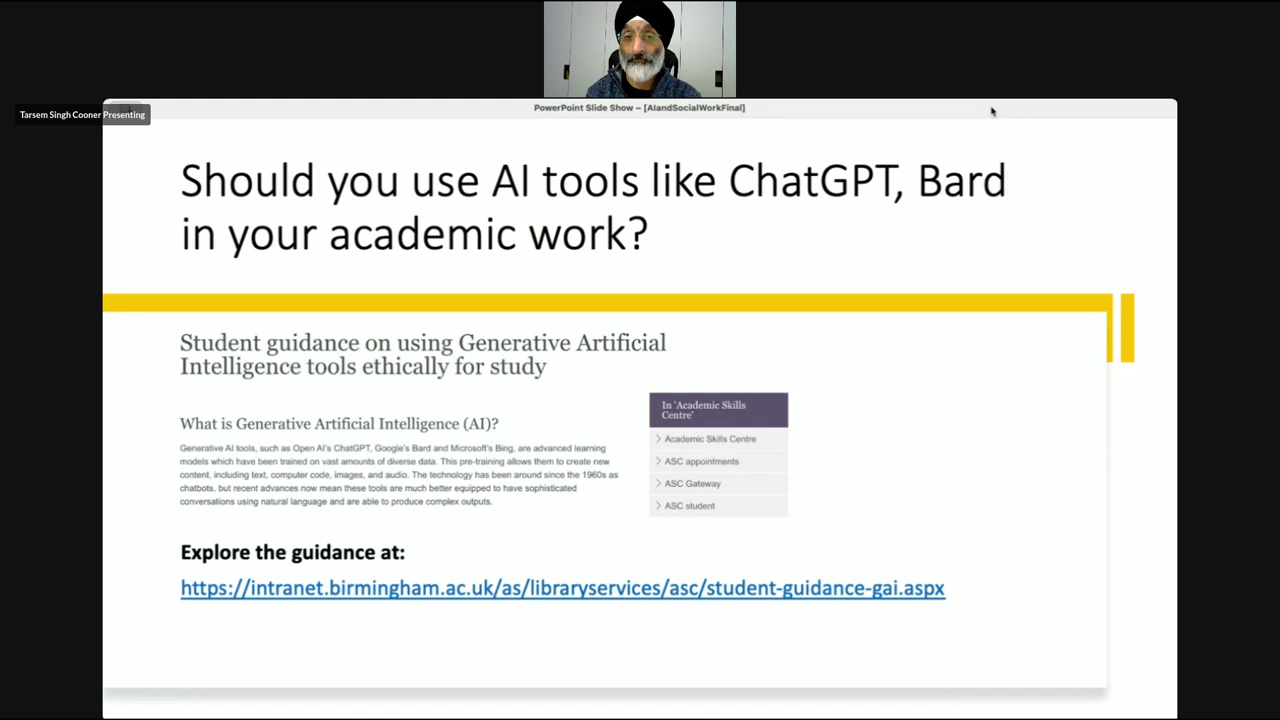 Tarsem Singh Cooner Presenting
PowerPoint Slide Show – [AIandSocialWorkFinal]
Should you use AI tools like ChatGPT, Bard
in your academic work?
Student guidance on using Generative Artificial
Intelligence tools ethically for study
What is Generative Artificial Intelligence (AI)?
Generative AI tools, such as Open AI's ChatGPT, Google's Bard and Microsoft's Bing, are advanced learning
models which have been trained on vast amounts of diverse data. This pre-training allows them to create new
content, including text, computer code, images, and audio. The technology has been around since the 1960s as
chatbots, but recent advances now mean these tools are much better equipped to have sophisticated
conversations using natural language and are able to produce complex outputs.
In 'Academic Skills
Centre'
Academic Skills Centre
ASC appointments
ASC Gateway
ASC student
Explore the guidance at:
https://intranet.birmingham.ac.uk/as/libraryservices/asc/student-guidance-gai.aspx